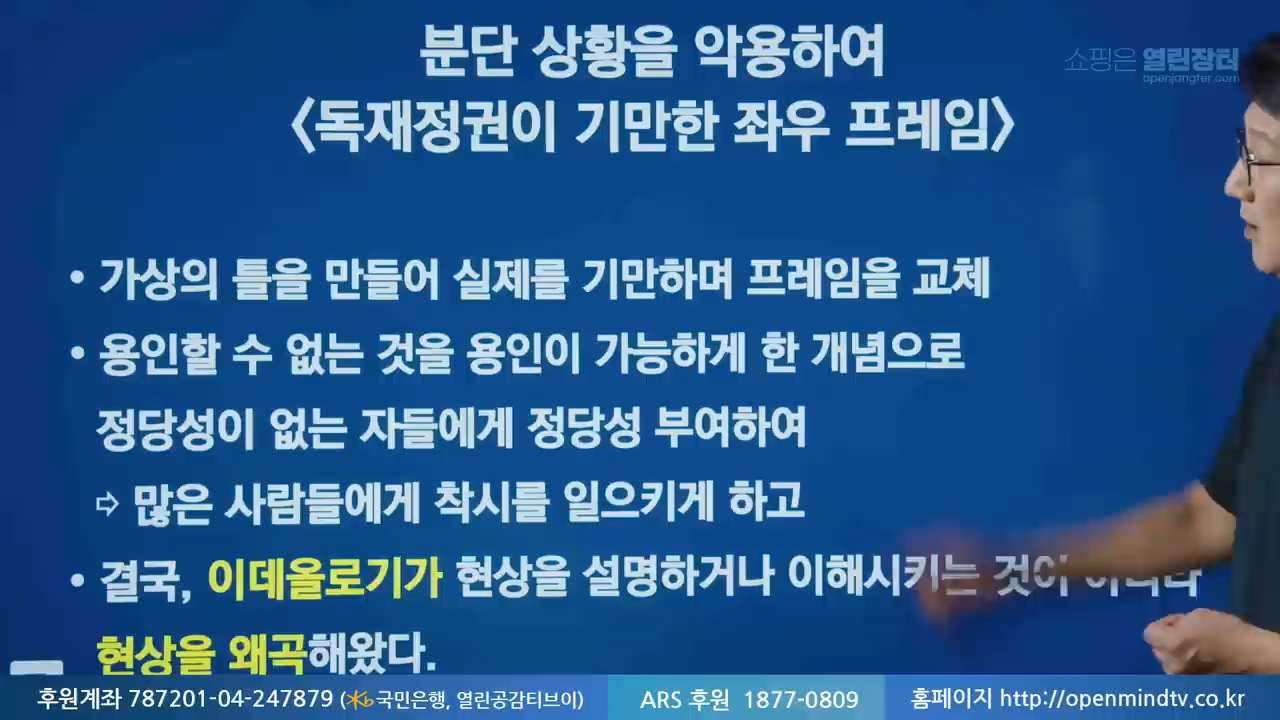 분단 상황을 악용하여
쇼핑은 열린장터
openjangter.com
<독재정권이 기만한 좌우 프레임>
• 가상의 틀을 만들어 실제를 기만하며 프레임을 교체
• 용인할 수 없는 것을 용인이 가능하게 한 개념으로
정당성이 없는 자들에게 정당성 부여하여
⇨ 많은 사람들에게 착시를 일으키게 하고
• 결국, 이데올로기가 현상을 설명하거나 이해시키는 것이
현상을 왜곡해왔다.
후원계좌 787201-04-247879 (국민은행, 열린공감티브이) ARS 후원 1877-0809 홈페이지 http://openmindtv.co.kr